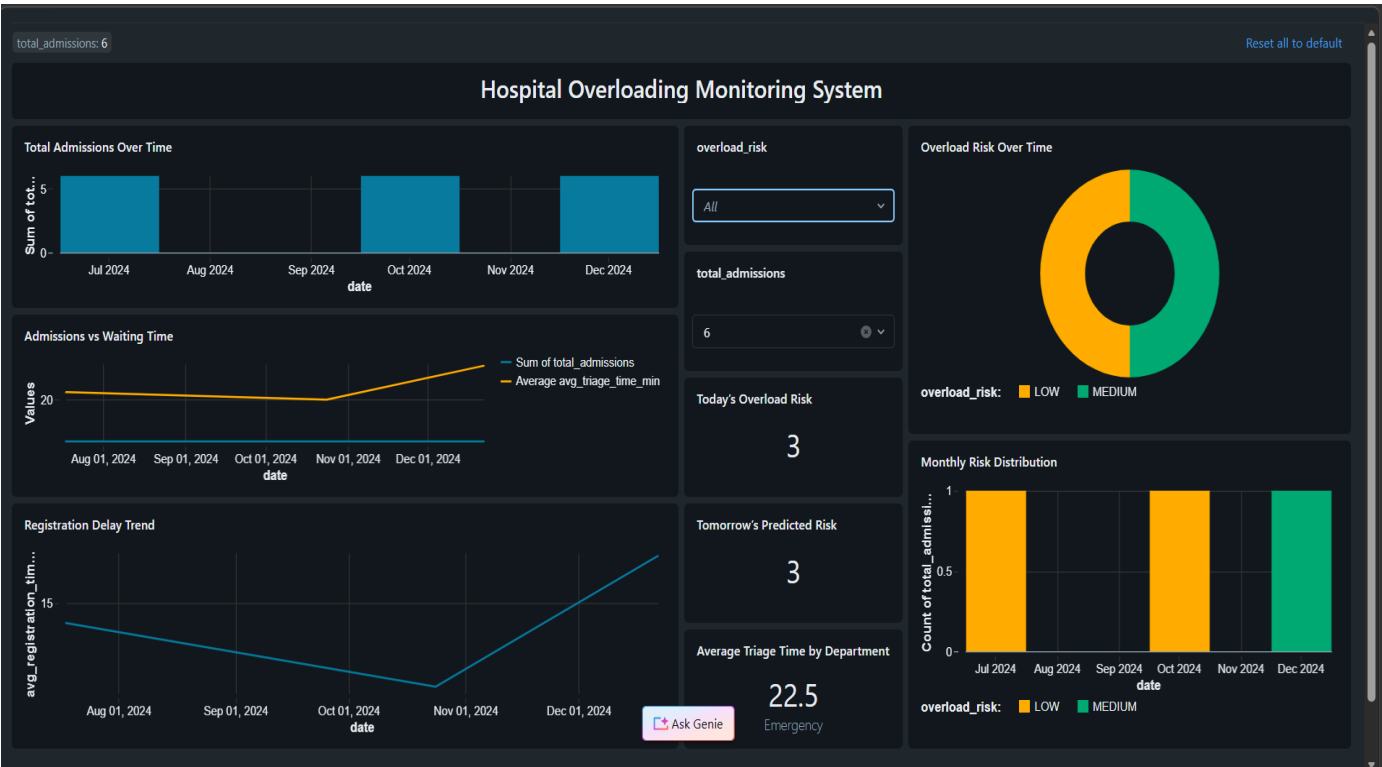 total_admissions: 6
Reset all to default
Hospital Overloading Monitoring System
Total Admissions Over Time
Sum of tot...
5
0
Jul 2024 Aug 2024 Sep 2024 Oct 2024 Nov 2024 Dec 2024
date
Admissions vs Waiting Time
Values
20
Sum of total_admissions
Average avg_triage_time_min
Aug 01, 2024 Sep 01, 2024 Oct 01, 2024 Nov 01, 2024 Dec 01, 2024
date
Registration Delay Trend
avg_registration_tim...
15
Aug 01, 2024 Sep 01, 2024 Oct 01, 2024 Nov 01, 2024 Dec 01, 2024
date
overload_risk
All
total_admissions
6
Today's Overload Risk
3
Tomorrow's Predicted Risk
3
Average Triage Time by Department
22.5
Emergency
Ask Genie
Overload Risk Over Time
overload_risk: LOW MEDIUM
Monthly Risk Distribution
Count of total_admissi...
1
0.5
0
Jul 2024 Aug 2024 Sep 2024 Oct 2024 Nov 2024 Dec 2024
date
overload_risk: LOW MEDIUM